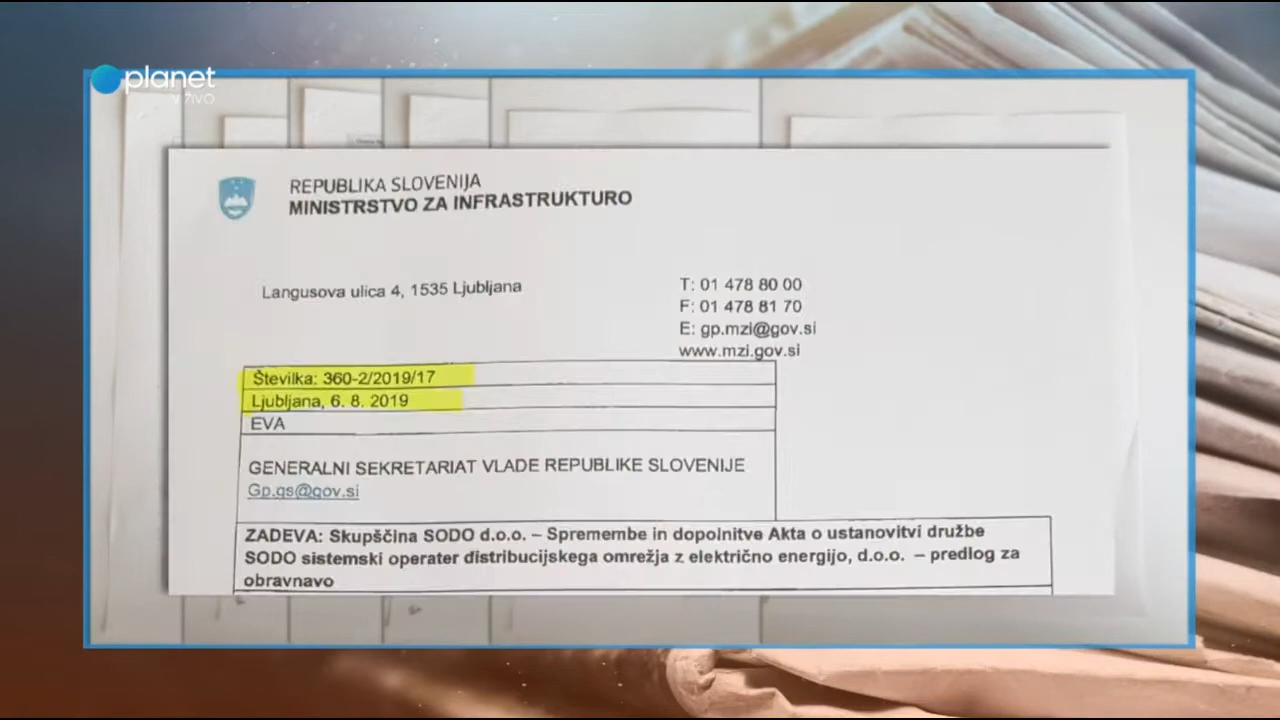 planet
V ŽIVO
REPUBLIKA SLOVENIJA
MINISTRSTVO ZA INFRASTRUKTURO
Langusova ulica 4, 1535 Ljubljana
T: 01 478 80 00
F: 01 478 81 70
E: gp.mzi@gov.si
www.mzi.gov.si
Številka: 360-2/2019/17
Ljubljana, 6. 8. 2019
EVA
GENERALNI SEKRETARIAT VLADE REPUBLIKE SLOVENIJE
Gp.gs@gov.si
ZADEVA: Skupščina SODO d.o.o. – Spremembe in dopolnitve Akta o ustanovitvi družbe
SODO sistemski operater distribucijskega omrežja z električno energijo, d.o.o. – predlog za
obravnavo